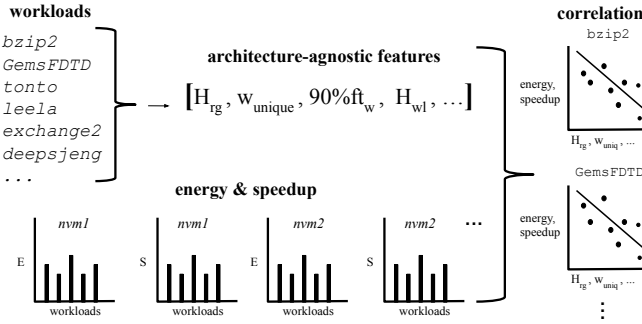 workloads
bzip2
GemsFDTD
tonto
leela
exchange2
deepsjeng
...
architecture-agnostic features
[H_rg , w_unique , 90%ft_w , H_wl , ...]
energy & speedup
nvm1
E
workloads
nvm1
S
workloads
nvm2
E
workloads
nvm2
S
workloads
...
correlation
bzip2
energy,
speedup
H_rg , w_uniq , ...
GemsFDTD
energy,
speedup
H_rg , w_uniq , ...
⋮